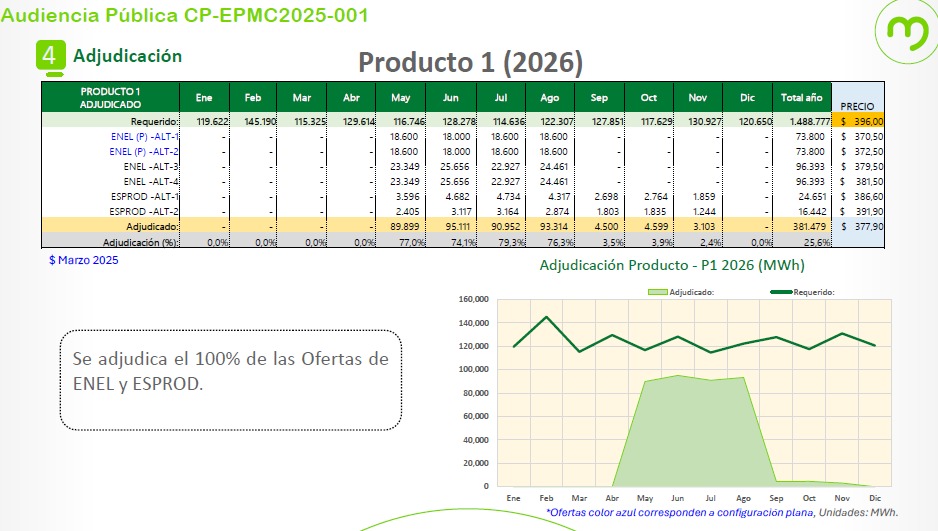 Audiencia Pública CP-EPMC2025-001
4 Adjudicación
Producto 1 (2026)
PRODUCTO 1 ADJUDICADO Ene Feb Mar Abr May Jun Jul Ago Sep Oct Nov Dic Total año PRECIO
Requerido: 119.622 145.190 115.325 129.614 116.746 128.278 114.636 122.307 127.851 117.629 130.927 120.650 1.488.777 $ 396,00
ENEL (P) -ALT-1 - - - - 18.600 18.000 18.600 18.600 - - - - 73.800 $ 370,50
ENEL (P) -ALT-2 - - - - 18.600 18.000 18.600 18.600 - - - - 73.800 $ 372,50
ENEL -ALT-3 - - - - 23.349 25.656 22.927 24.461 - - - - 96.393 $ 379,50
ENEL -ALT-4 - - - - 23.349 25.656 22.927 24.461 - - - - 96.393 $ 381,50
ESPROD -ALT-1 - - - - 3.596 4.682 4.734 4.317 2.698 2.764 1.859 - 24.651 $ 386,60
ESPROD -ALT-2 - - - - 2.405 3.117 3.164 2.874 1.803 1.835 1.244 - 16.442 $ 391,90
Adjudicado: - - - - 89.899 95.111 90.952 93.314 4.500 4.599 3.103 - 381.479 $ 377,90
Adjudicación (%): 0,0% 0,0% 0,0% 0,0% 77,0% 74,1% 79,3% 76,3% 3,5% 3,9% 2,4% 0,0% 25,6%
$ Marzo 2025
Adjudicación Producto - P1 2026 (MWh)
Adjudicado: Requerido:
160,000
140,000
120,000
100,000
80,000
60,000
40,000
20,000
0
Ene Feb Mar Abr May Jun Jul Ago Sep Oct Nov Dic
Se adjudica el 100% de las Ofertas de
ENEL y ESPROD.
*Ofertas color azul corresponden a configuración plana, Unidades: MWh.